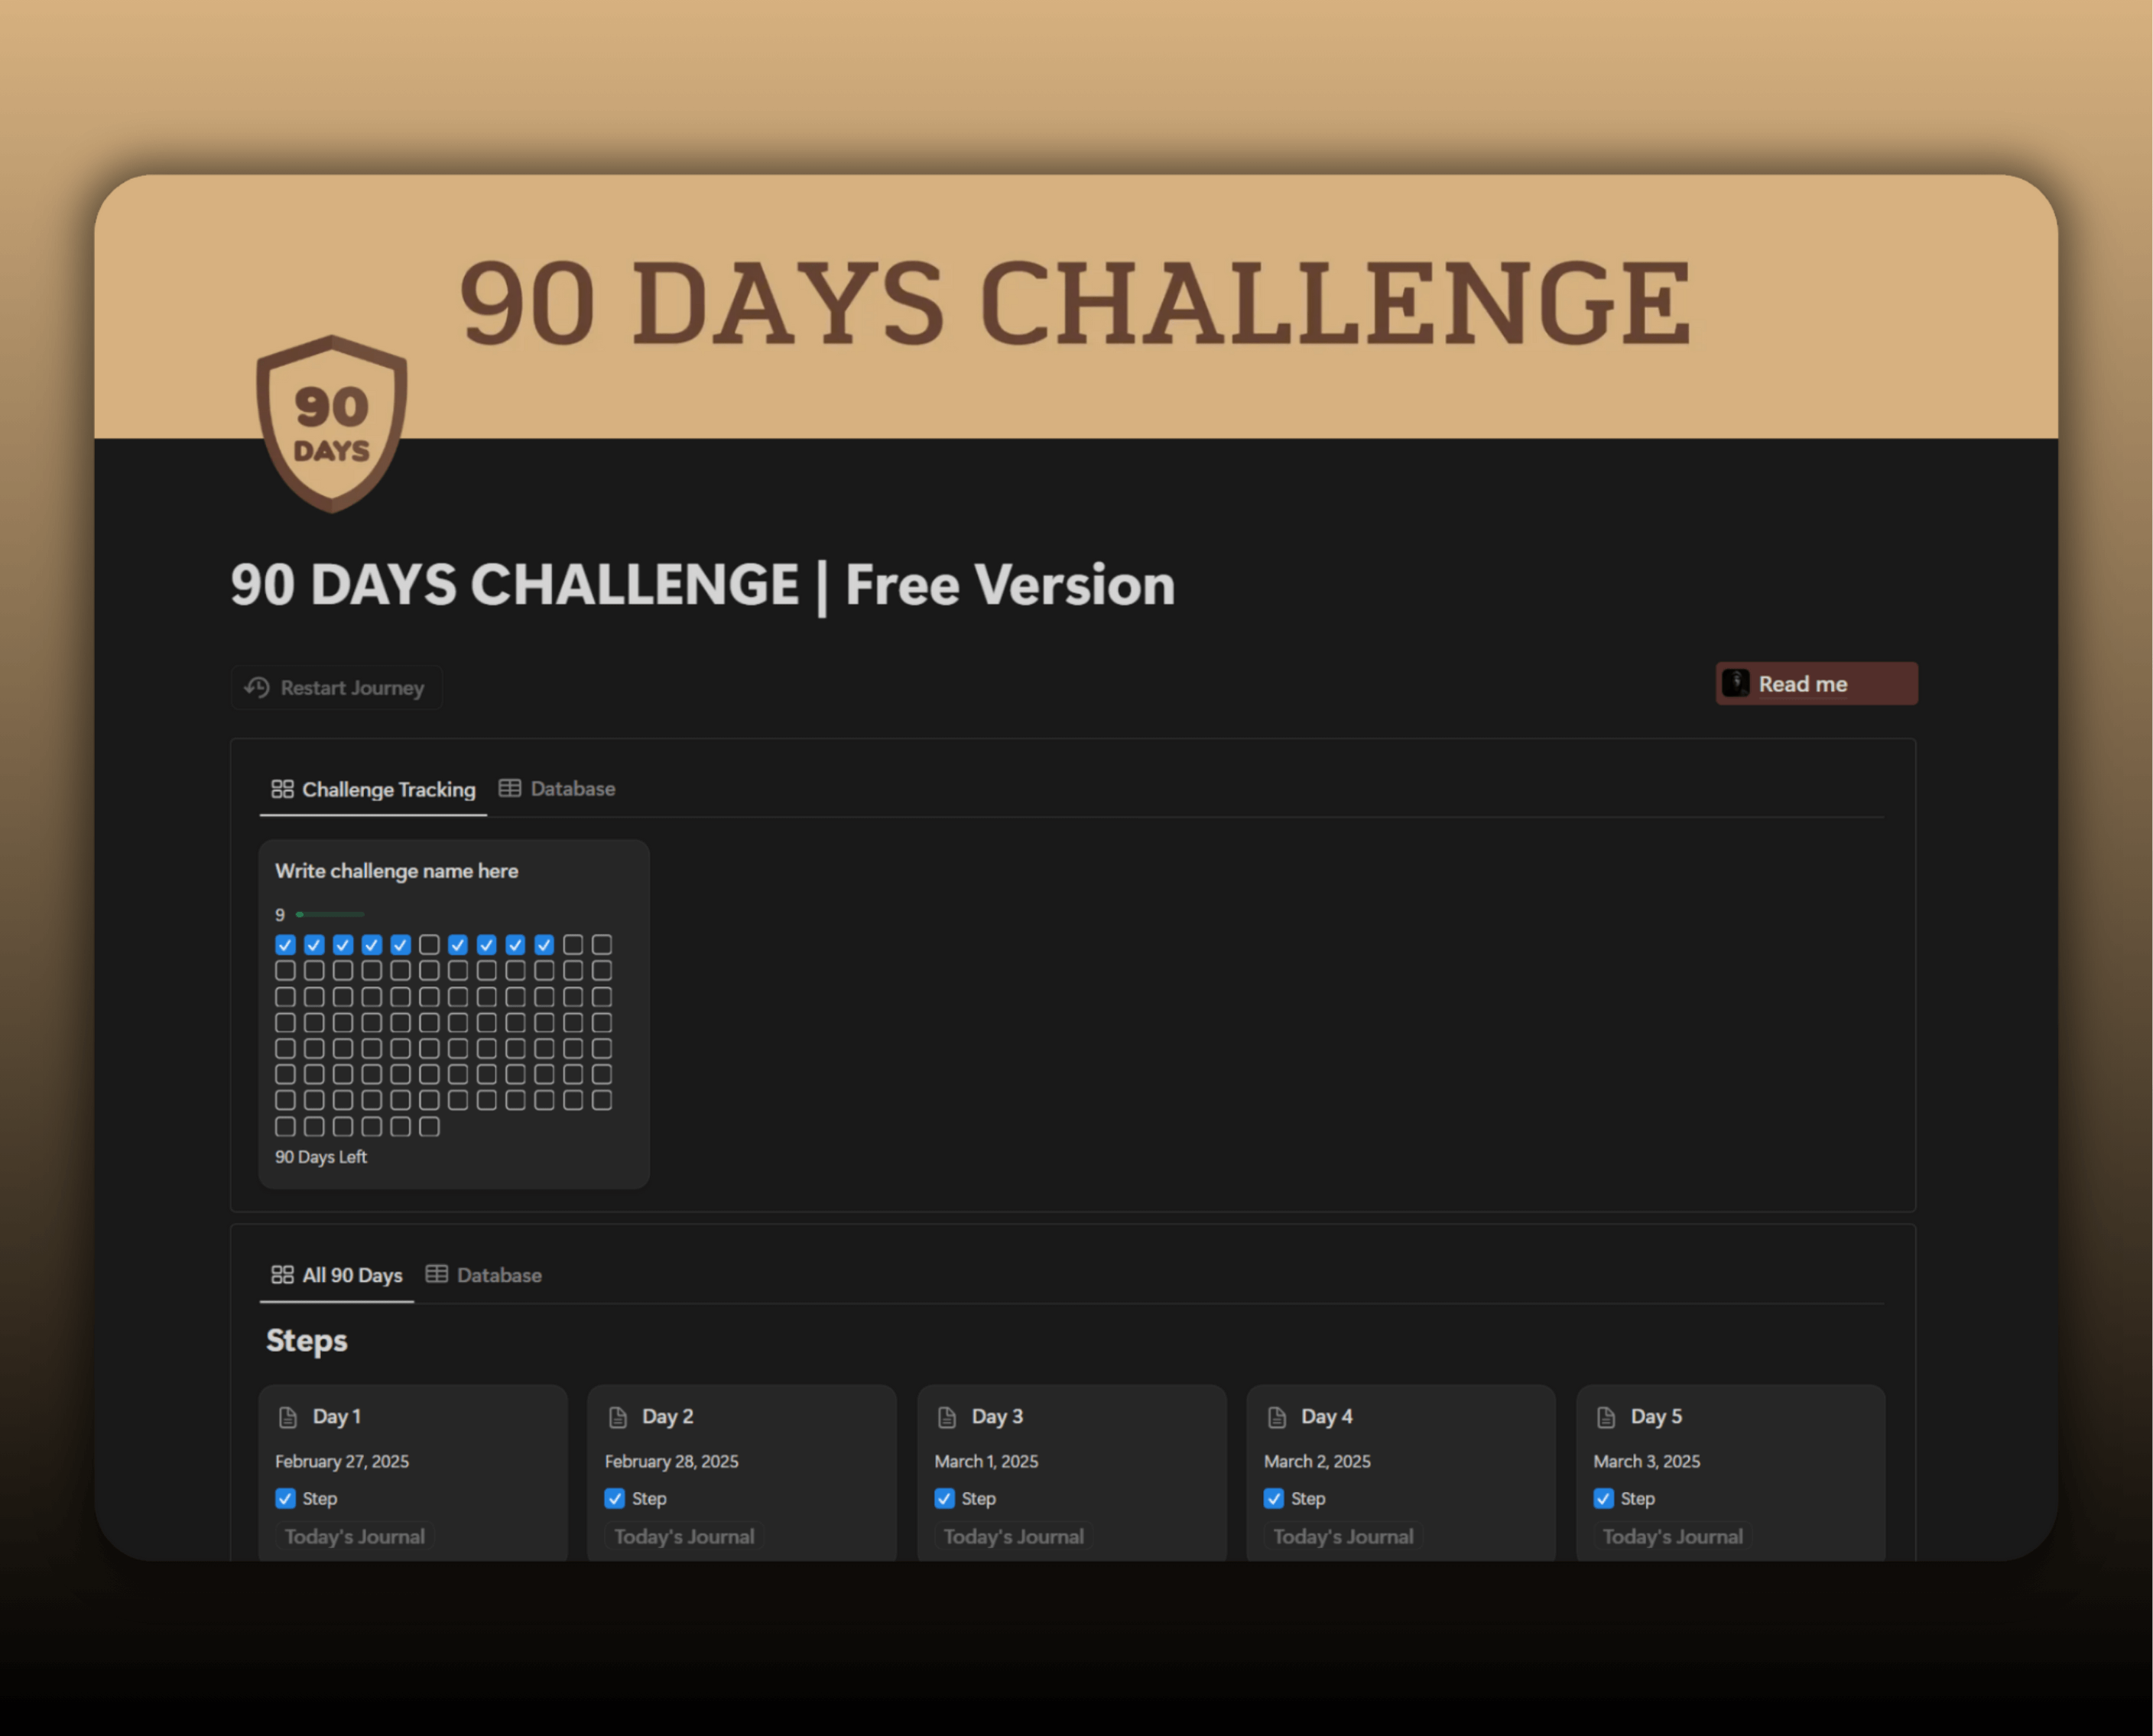 90 DAYS CHALLENGE
90
DAYS
90 DAYS CHALLENGE | Free Version
Restart Journey
Read me
Challenge Tracking Database
Write challenge name here
9
90 Days Left
All 90 Days Database
Steps
Day 1 Day 2 Day 3 Day 4 Day 5
February 27, 2025 February 28, 2025 March 1, 2025 March 2, 2025 March 3, 2025
Step Step Step Step Step
Today's Journal Today's Journal Today's Journal Today's Journal Today's Journal